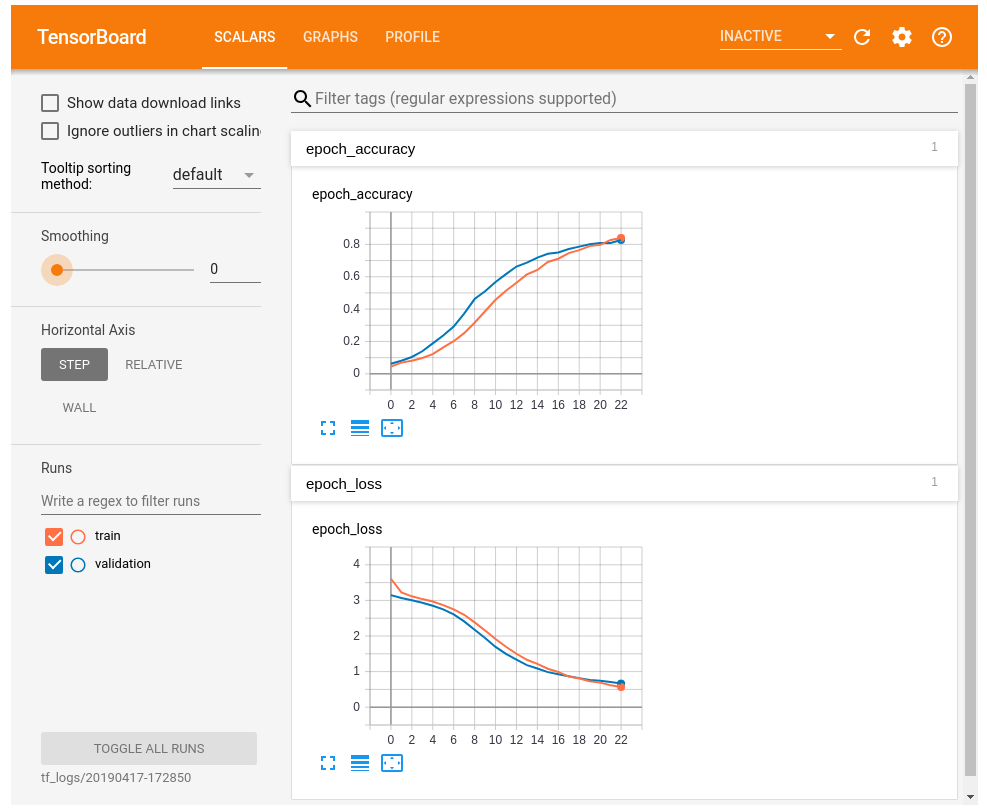 TensorBoard SCALARS GRAPHS PROFILE INACTIVE
Show data download links
Ignore outliers in chart scalin
Tooltip sorting
method:
default
Smoothing
0
Horizontal Axis
STEP RELATIVE
WALL
Runs
Write a regex to filter runs
train
validation
TOGGLE ALL RUNS
tf_logs/20190417-172850
Filter tags (regular expressions supported)
epoch_accuracy 1
epoch_accuracy
0.8
0.6
0.4
0.2
0
0 2 4 6 8 10 12 14 16 18 20 22
epoch_loss 1
epoch_loss
4
3
2
1
0
0 2 4 6 8 10 12 14 16 18 20 22